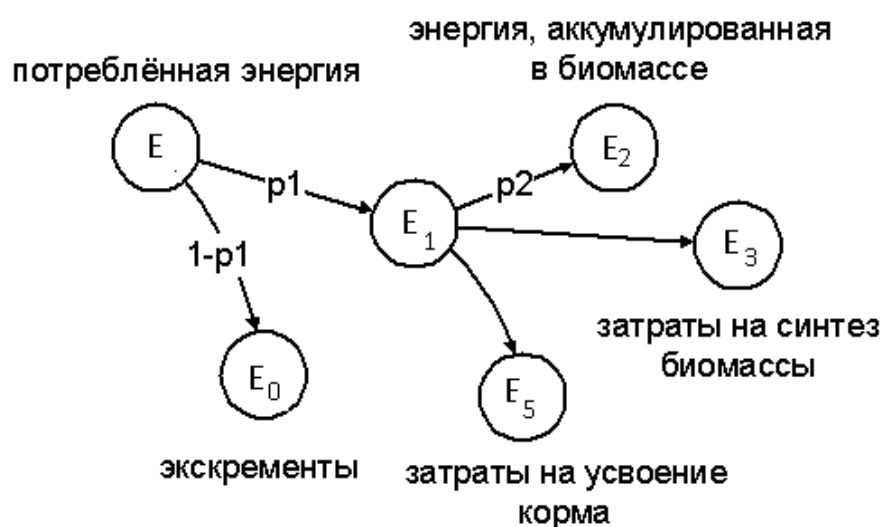 энергия, аккумулированная
в биомассе
потреблённая энергия
E
E₂
p1
p2
E₁
1-p1
E₃
затраты на синтез
биомассы
E₀
E₅
экскременты
затраты на усвоение
корма